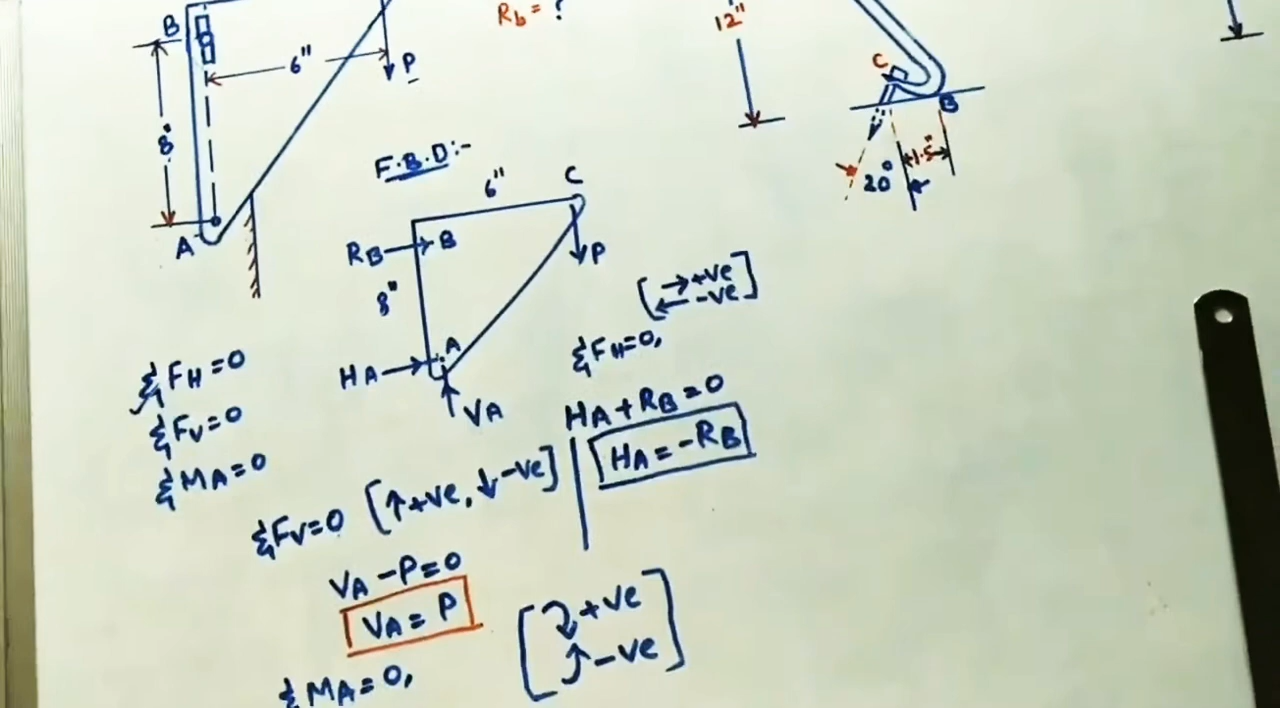 B
6"
P
8"
A
Rb = ?
12"
C
B
1.5"
20°
F.B.D:-
6"
C
RB
B
P
8"
HA
A
VA
[→+ve
←-ve]
ΣFH=0
ΣFV=0
ΣMA=0
ΣFH=0,
HA+RB=0
HA=-RB
ΣFV=0 [↑+ve, ↓-ve]
VA-P=0
VA=P
ΣMA=0,
[↷+ve
⤴-ve]